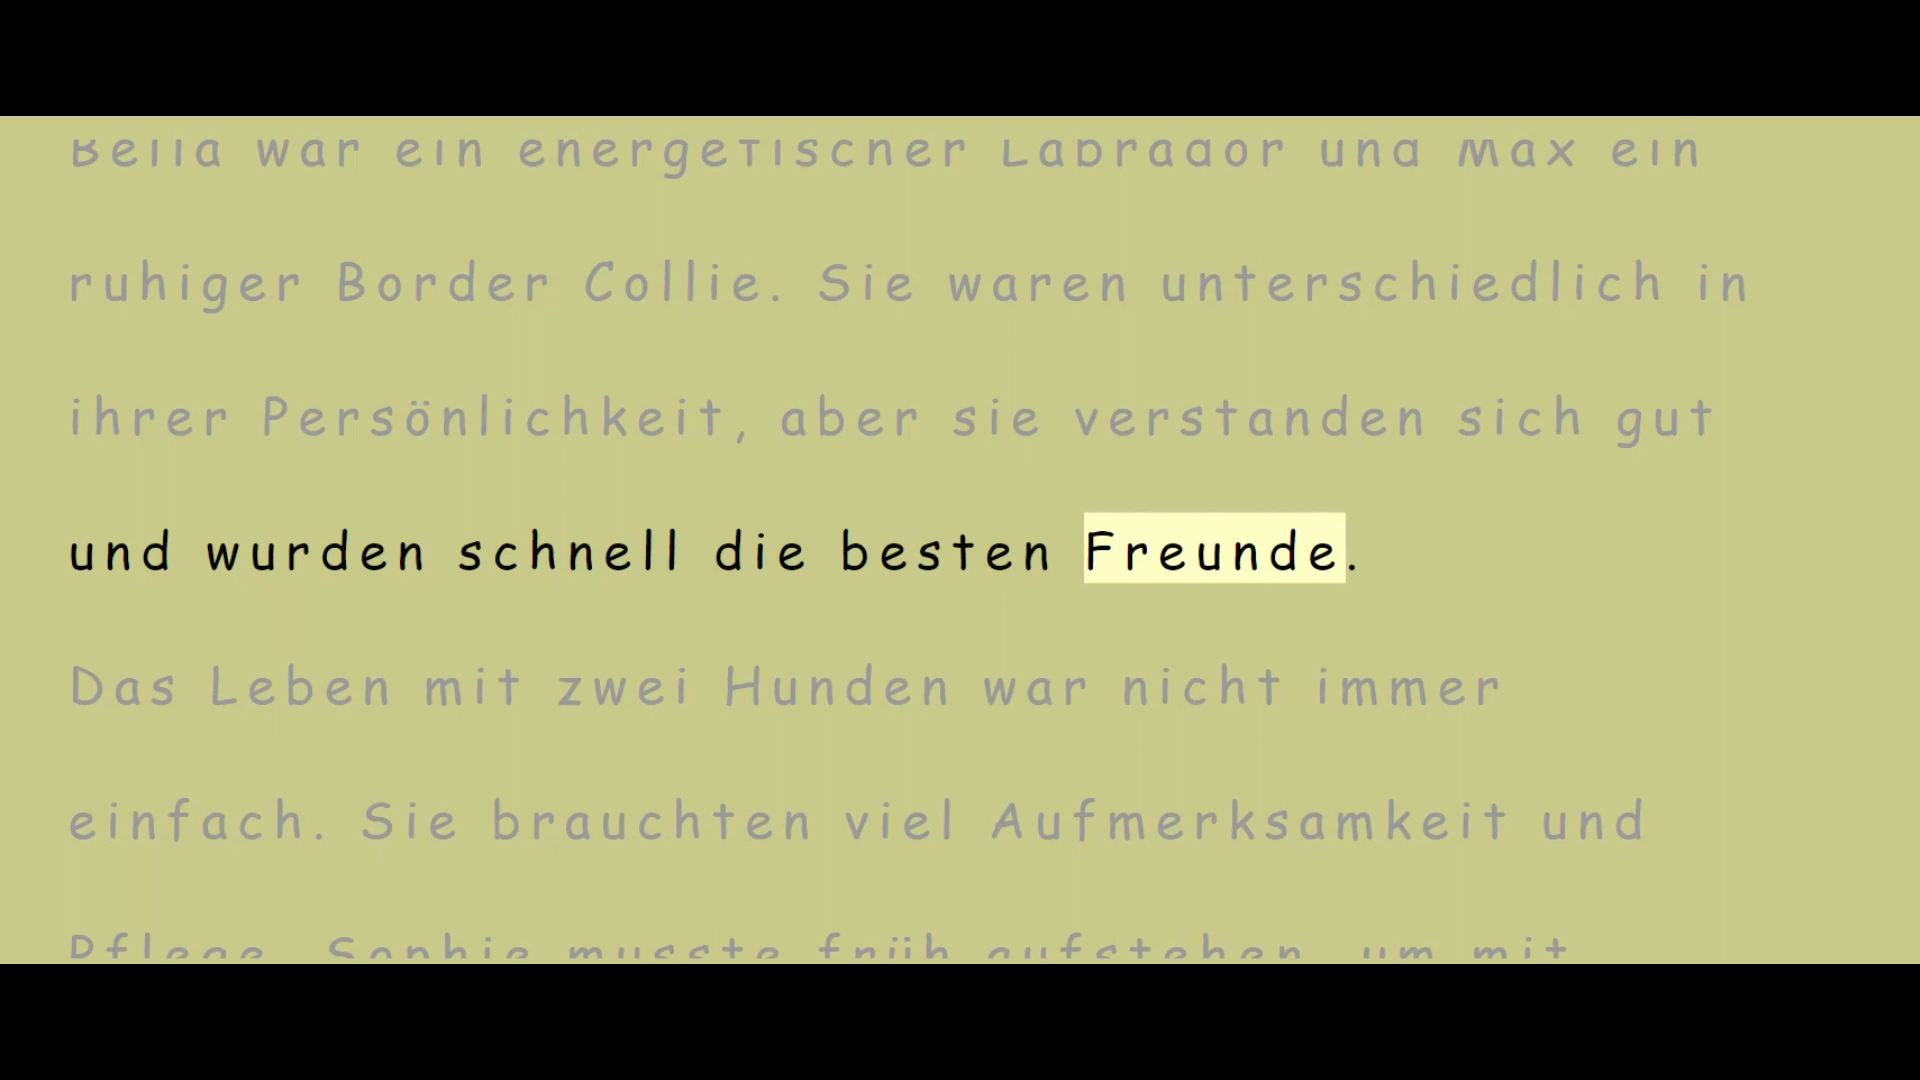 Bella war ein energetischer Labrador und Max ein
ruhiger Border Collie. Sie waren unterschiedlich in
ihrer Persönlichkeit, aber sie verstanden sich gut
und wurden schnell die besten Freunde.
Das Leben mit zwei Hunden war nicht immer
einfach. Sie brauchten viel Aufmerksamkeit und
Pflege. Sophie musste früh aufstehen, um mit